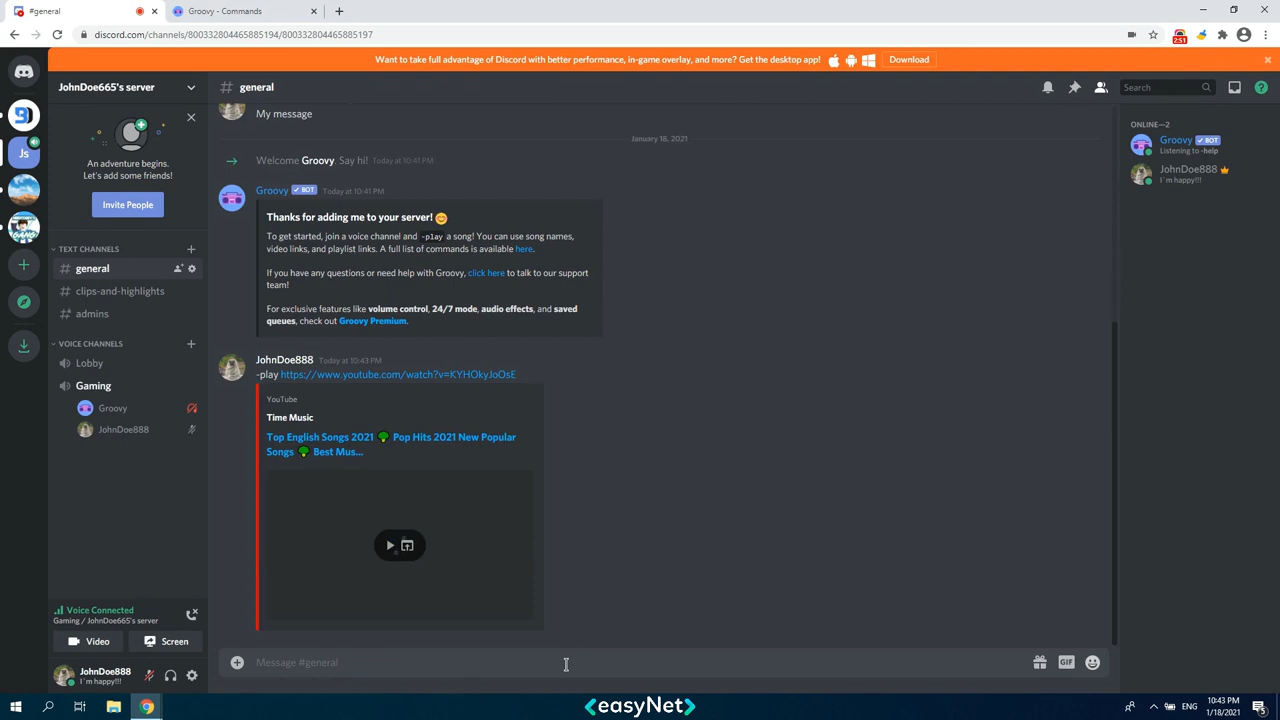 #general
Groovy - Commands
discord.com/channels/800332804465885194/800332804465885197
2:51
Want to take full advantage of Discord with better performance, in-game overlay, and more? Get the desktop app!
Download
JohnDoe665's server
general
Search
My message
January 18, 2021
Welcome Groovy. Say hi! Today at 10:41 PM
Groovy BOT Today at 10:41 PM
Thanks for adding me to your server!
To get started, join a voice channel and -play a song! You can use song names,
video links, and playlist links. A full list of commands is available here.
If you have any questions or need help with Groovy, click here to talk to our support
team!
For exclusive features like volume control, 24/7 mode, audio effects, and saved
queues, check out Groovy Premium.
JohnDoe888 Today at 10:43 PM
-play https://www.youtube.com/watch?v=KYHOkyJoOsE
YouTube
Time Music
Top English Songs 2021 🥦 Pop Hits 2021 New Popular
Songs 🥦 Best Mus...
Message #general
GIF
ONLINE—2
Groovy BOT
Listening to -help
JohnDoe888
I`m happy!!!
Js
An adventure begins.
Let's add some friends!
Invite People
TEXT CHANNELS
general
clips-and-highlights
admins
VOICE CHANNELS
Lobby
Gaming
Groovy
JohnDoe888
Voice Connected
Gaming / JohnDoe665's server
Video
Screen
JohnDoe888
I`m happy!!!
<easyNet>
ENG
10:43 PM
1/18/2021
5